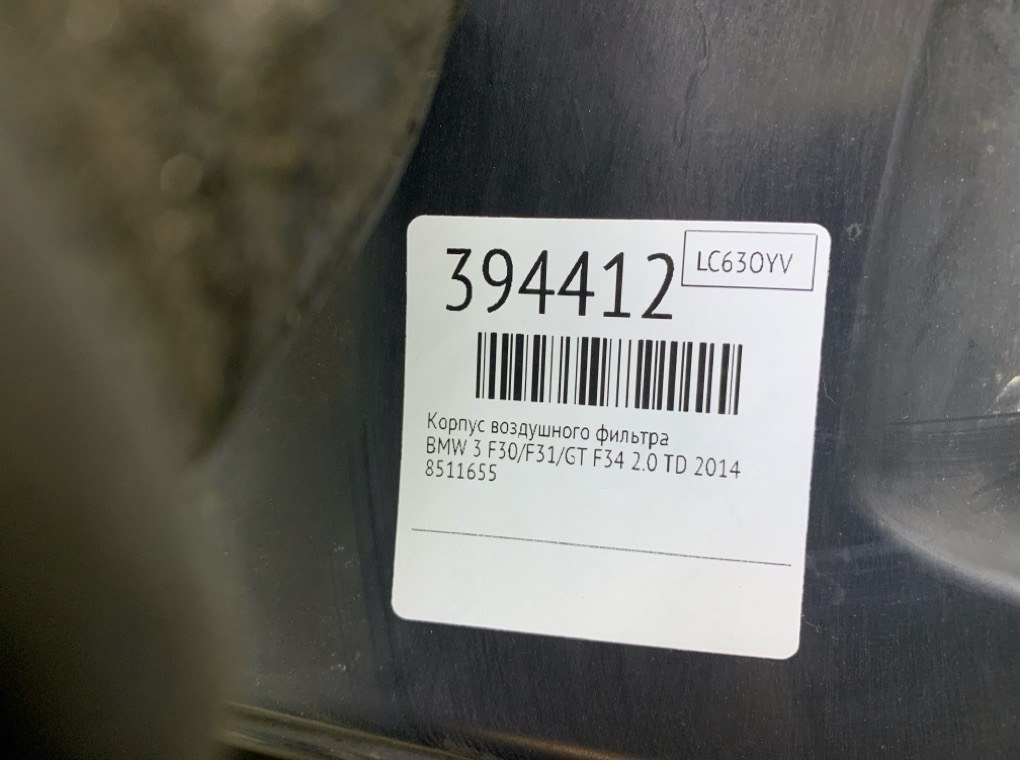 394412
LC630YV
Корпус воздушного фильтра
BMW 3 F30/F31/GT F34 2.0 TD 2014
8511655